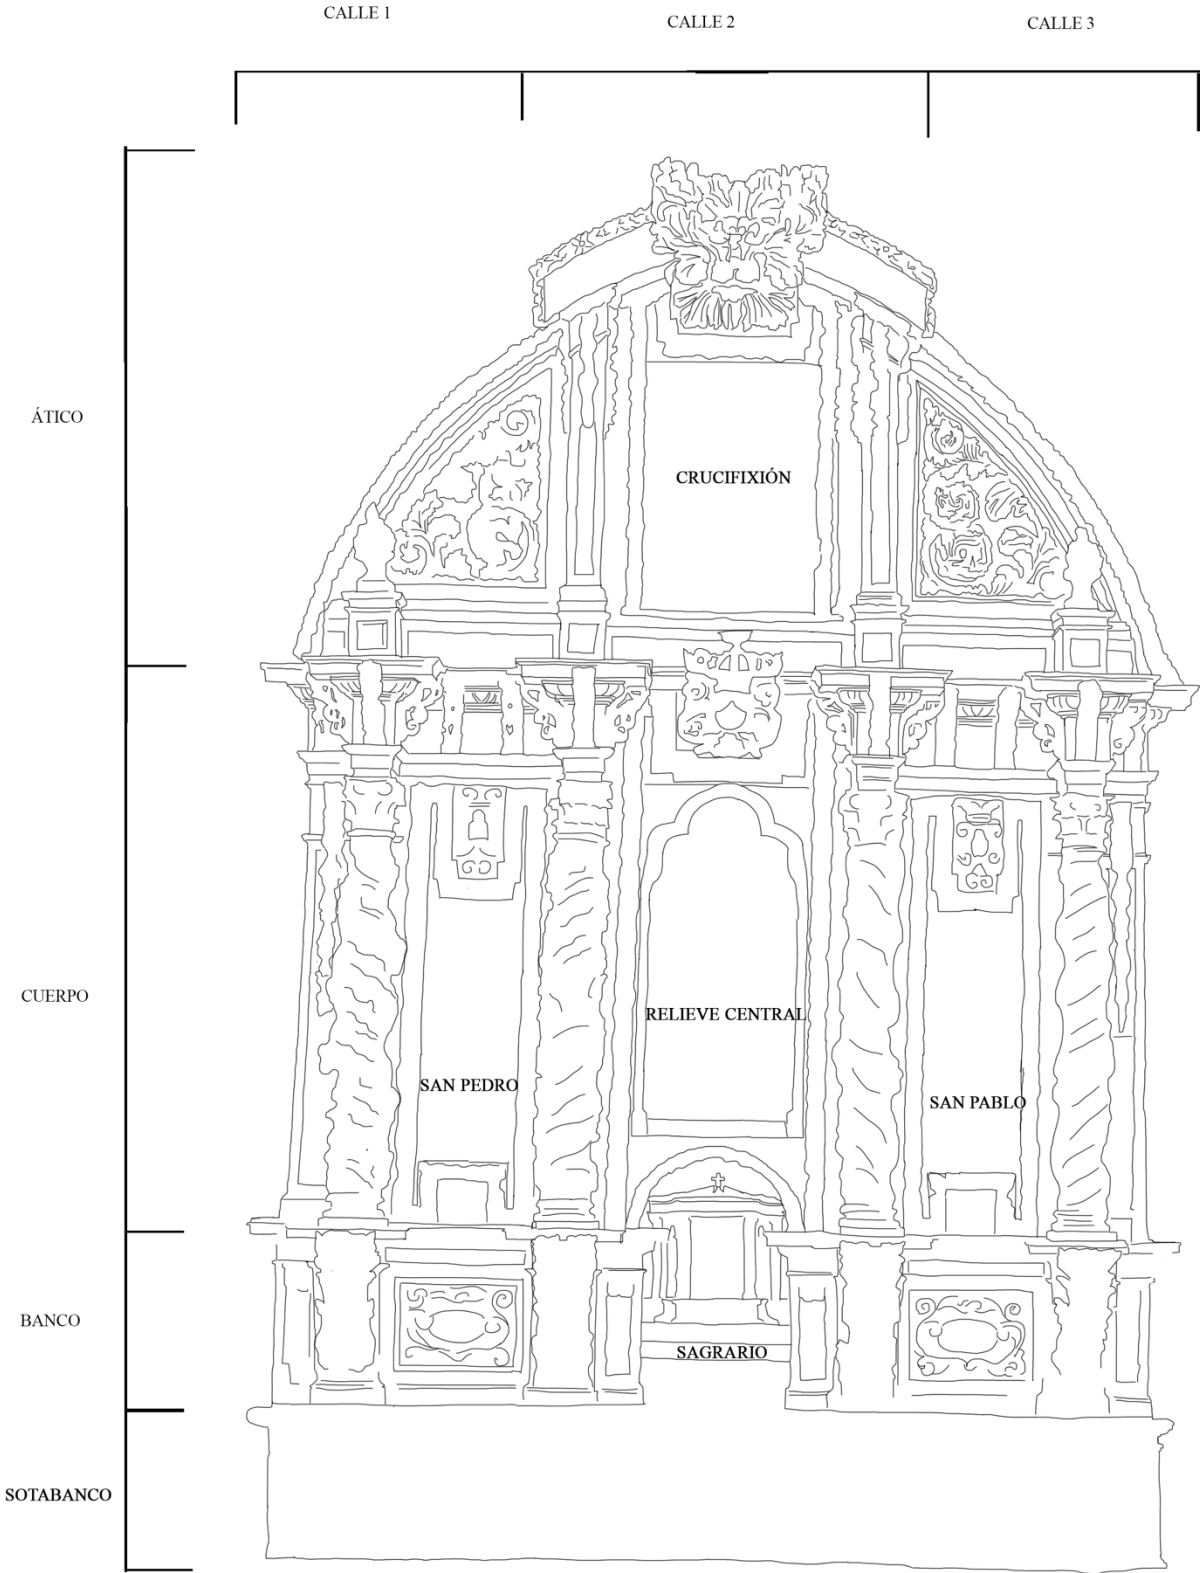 CALLE 1
CALLE 2
CALLE 3
ÁTICO
CRUCIFIXIÓN
CUERPO
RELIEVE CENTRAL
SAN PEDRO
SAN PABLO
BANCO
SAGRARIO
SOTABANCO